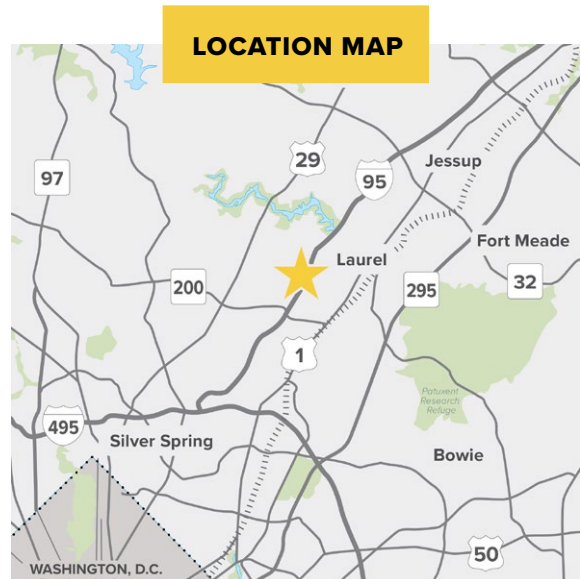 LOCATION MAP
29
Jessup
97
95
Fort Meade
Laurel
200
295
32
1
Patuxent
Research
Refuge
495
Silver Spring
Bowie
50
WASHINGTON, D.C.